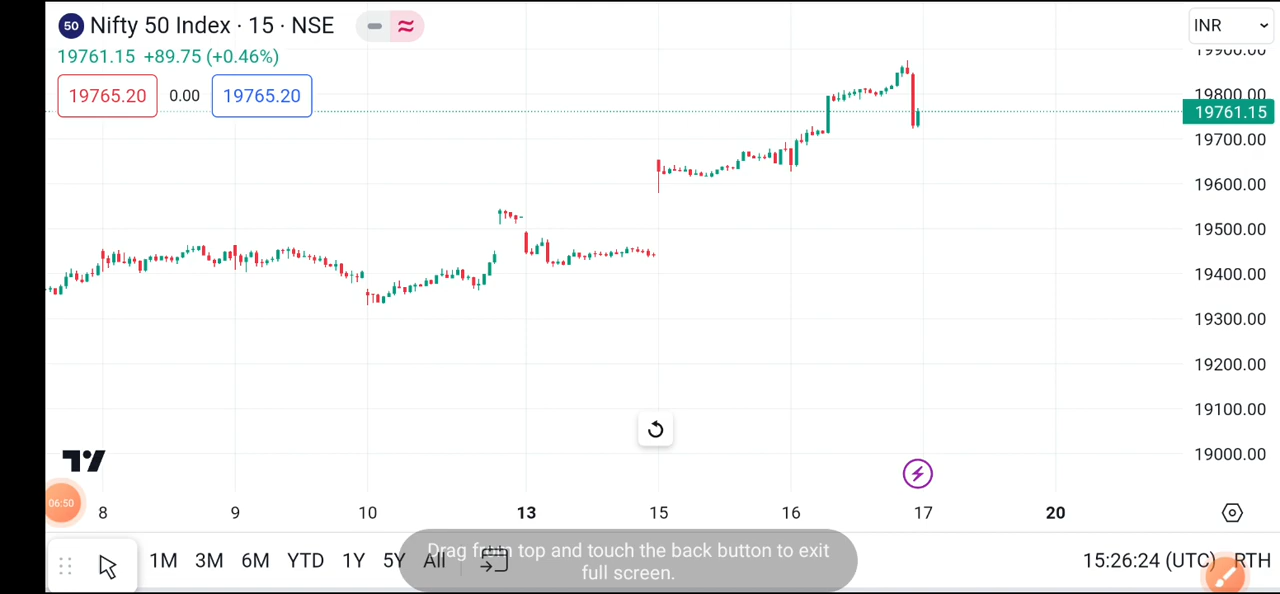 50 Nifty 50 Index · 15 · NSE
INR
19761.15 +89.75 (+0.46%)
19765.20 0.00 19765.20
19900.00
19800.00
19761.15
19700.00
19600.00
19500.00
19400.00
19300.00
19200.00
19100.00
19000.00
06:50
8 9 10 13 15 16 17 20
1M 3M 6M YTD 1Y 5Y All
15:26:24 (UTC) RTH
Drag from top and touch the back button to exit
full screen.